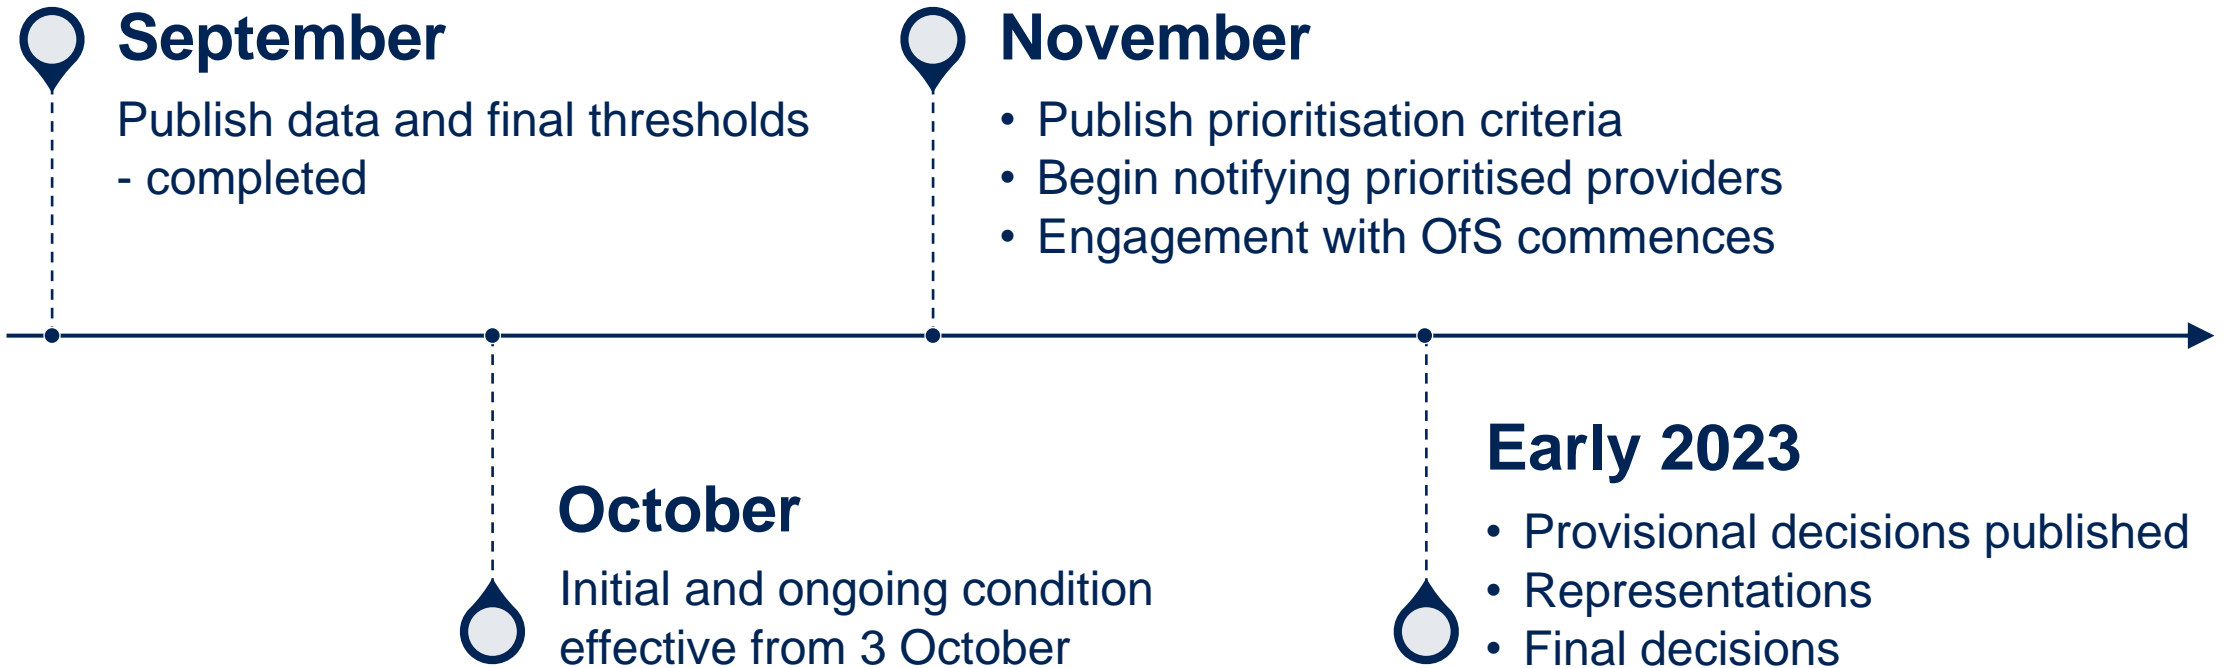 September
Publish data and final thresholds
- completed
November
• Publish prioritisation criteria
• Begin notifying prioritised providers
• Engagement with OfS commences
October
Initial and ongoing condition
effective from 3 October
Early 2023
• Provisional decisions published
• Representations
• Final decisions